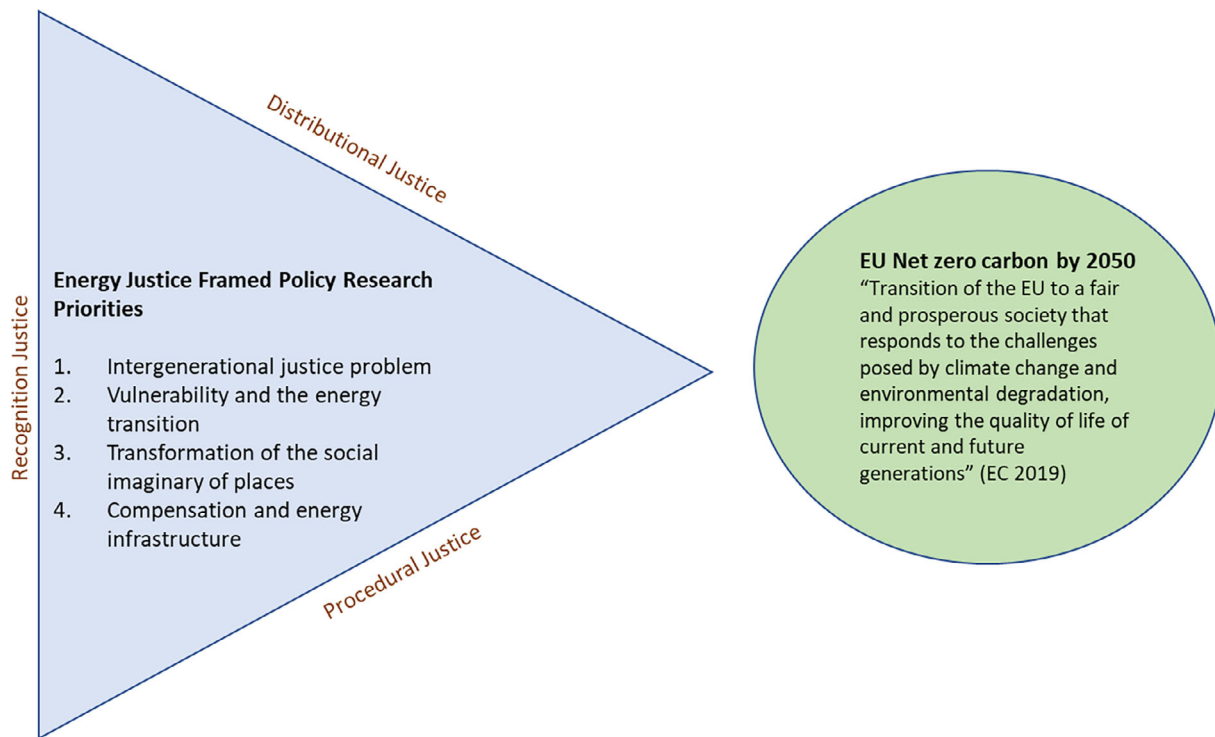 Distributional Justice
Recognition Justice
Energy Justice Framed Policy Research
Priorities
1. Intergenerational justice problem
2. Vulnerability and the energy
transition
3. Transformation of the social
imaginary of places
4. Compensation and energy
infrastructure
Procedural Justice
EU Net zero carbon by 2050
“Transition of the EU to a fair
and prosperous society that
responds to the challenges
posed by climate change and
environmental degradation,
improving the quality of life of
current and future
generations” (EC 2019)